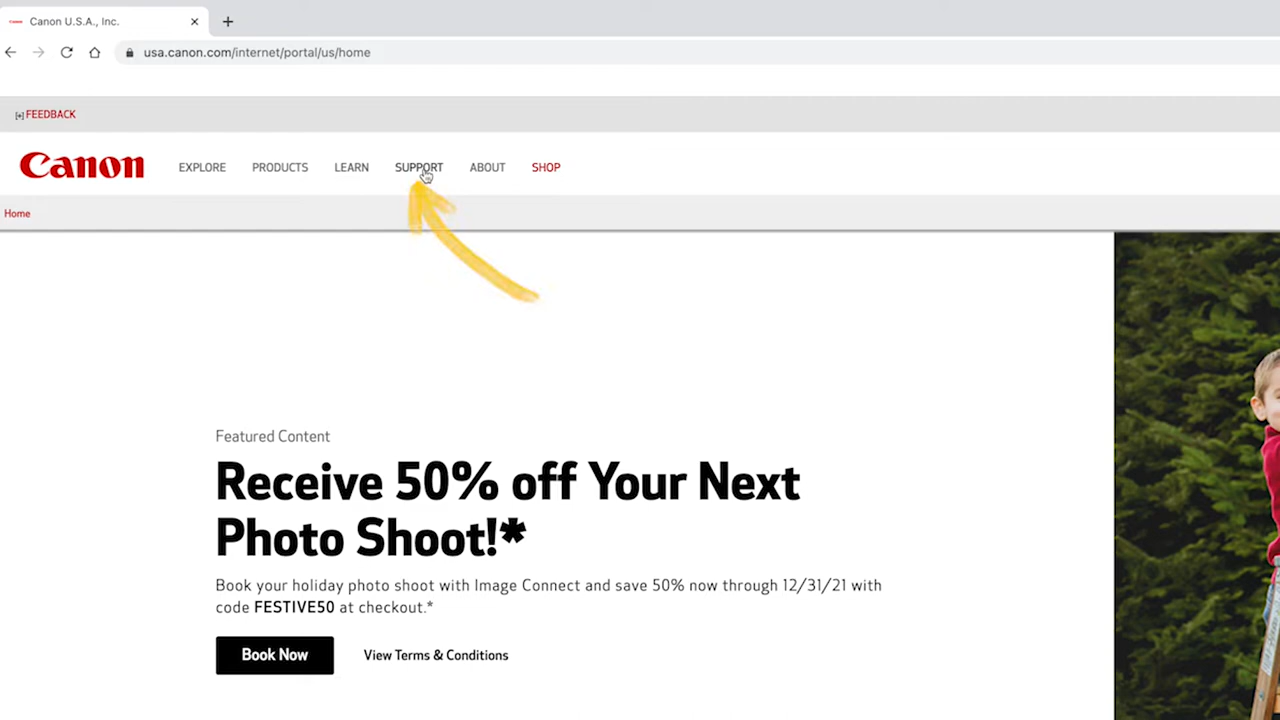 Canon U.S.A., Inc.
usa.canon.com/internet/portal/us/home
[+] FEEDBACK
Canon EXPLORE PRODUCTS LEARN SUPPORT ABOUT SHOP
Home
Featured Content
Receive 50% off Your Next
Photo Shoot!*
Book your holiday photo shoot with Image Connect and save 50% now through 12/31/21 with
code FESTIVE50 at checkout.*
Book Now View Terms & Conditions